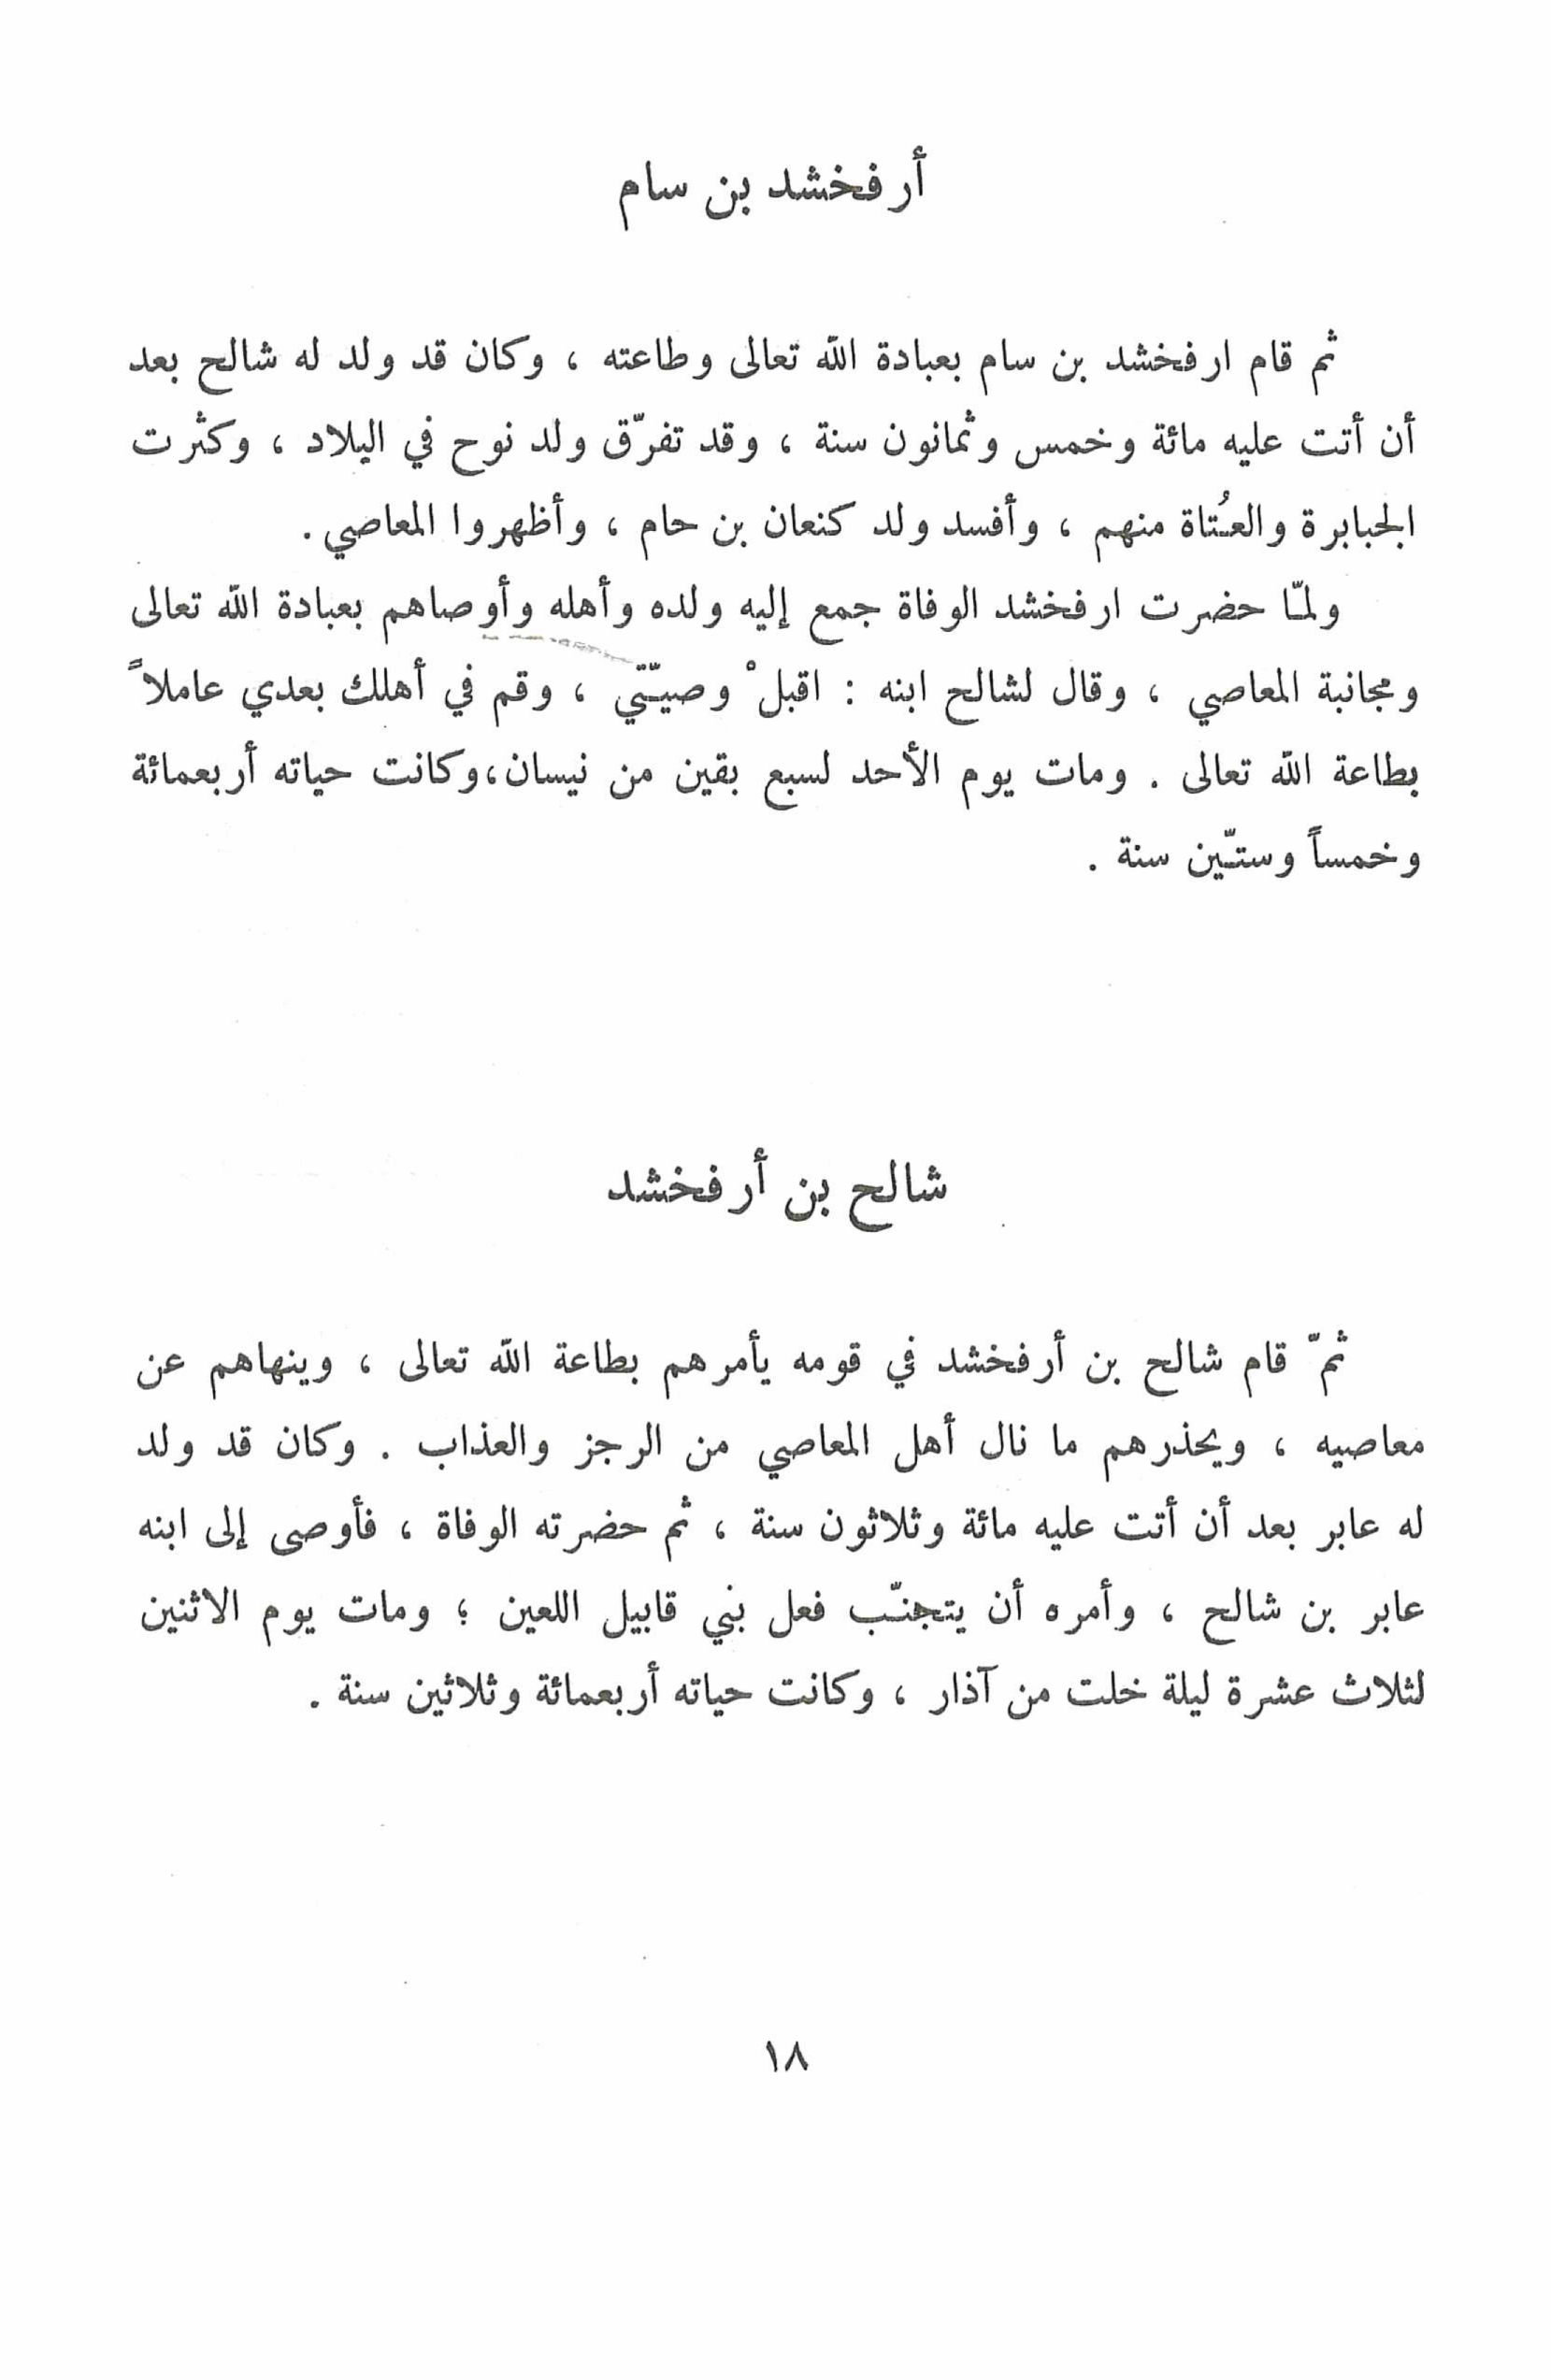 أرفخشد بن سام
ثم قام ارفخشد بن سام بعبادة الله تعالى وطاعته ، وكان قد ولد له شالح بعد
أن أتت عليه مائة وخمس وثمانون سنة ، وقد تفرّق ولد نوح في البلاد ، وكثرت
الجبابرة والعُتاة منهم ، وأفسد ولد كنعان بن حام ، وأظهروا المعاصي .
ولمّا حضرت ارفخشد الوفاة جمع إليه ولده وأهله وأوصاهم بعبادة الله تعالى
ومجانبة المعاصي ، وقال لشالح ابنه : اقبلْ وصيّتي ، وقم في أهلك بعدي عاملاً
بطاعة الله تعالى . ومات يوم الأحد لسبع بقين من نيسان، وكانت حياته أربعمائة
وخمساً وستّين سنة .
شالح بن أرفخشد
ثمّ قام شالح بن أرفخشد في قومه يأمرهم بطاعة الله تعالى ، وينهاهم عن
معاصيه ، ويحذرهم ما نال أهل المعاصي من الرجز والعذاب . وكان قد ولد
له عابر بعد أن أتت عليه مائة وثلاثون سنة ، ثم حضرته الوفاة ، فأوصى إلى ابنه
عابر بن شالح ، وأمره أن يتجنّب فعل بني قابيل اللعين ؛ ومات يوم الاثنين
لثلاث عشرة ليلة خلت من آذار ، وكانت حياته أربعمائة وثلاثين سنة .
١٨